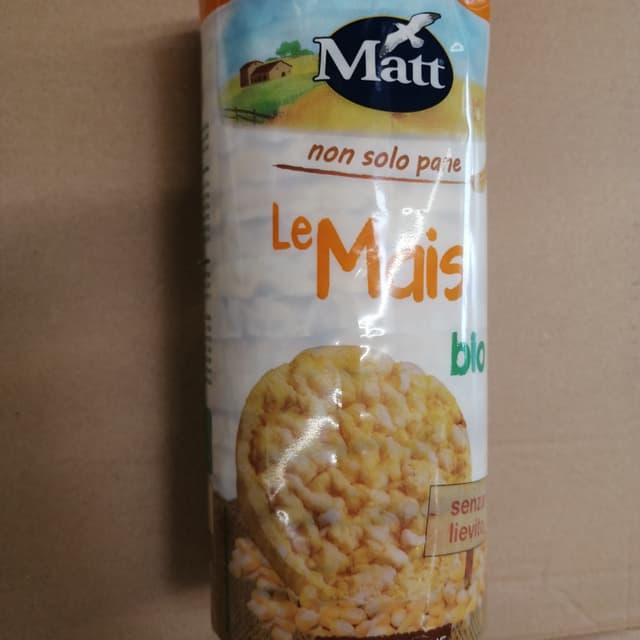 Matt
non solo pane
Le Mais
bio
senza
lievito